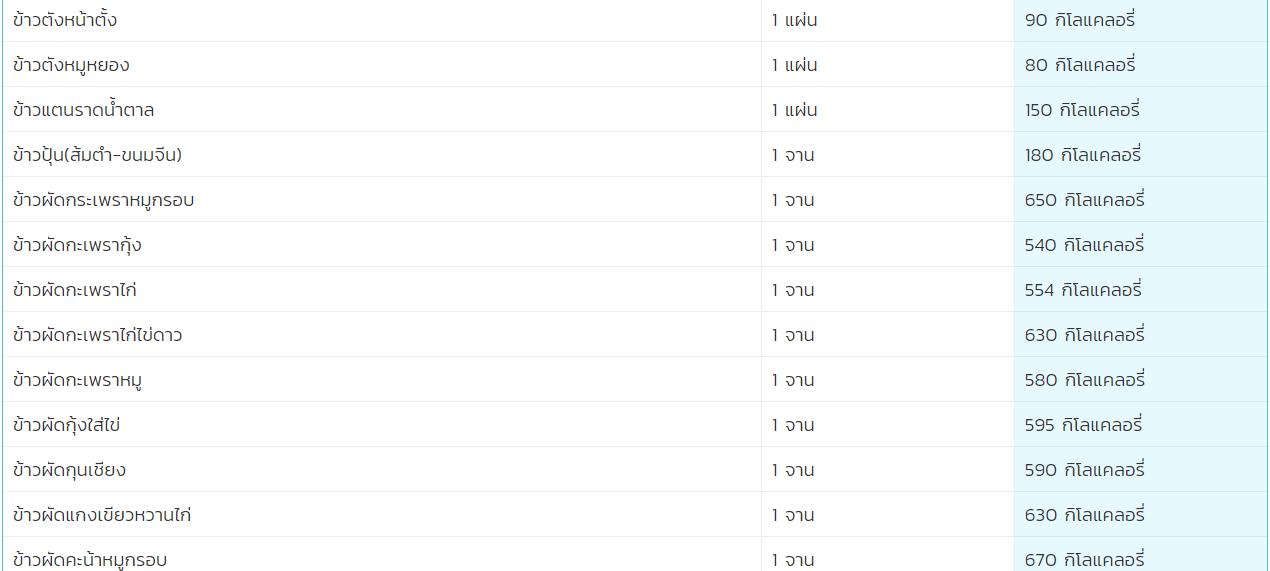 ข้าวตังหน้าตั้ง 1 แผ่น 90 กิโลแคลอรี่
ข้าวตังหมูหยอง 1 แผ่น 80 กิโลแคลอรี่
ข้าวแตนราดน้ำตาล 1 แผ่น 150 กิโลแคลอรี่
ข้าวปุ้น(ส้มตำ-ขนมจีน) 1 จาน 180 กิโลแคลอรี่
ข้าวผัดกระเพราหมูกรอบ 1 จาน 650 กิโลแคลอรี่
ข้าวผัดกะเพรากุ้ง 1 จาน 540 กิโลแคลอรี่
ข้าวผัดกะเพราไก่ 1 จาน 554 กิโลแคลอรี่
ข้าวผัดกะเพราไก่ไข่ดาว 1 จาน 630 กิโลแคลอรี่
ข้าวผัดกะเพราหมู 1 จาน 580 กิโลแคลอรี่
ข้าวผัดกุ้งใส่ไข่ 1 จาน 595 กิโลแคลอรี่
ข้าวผัดกุนเชียง 1 จาน 590 กิโลแคลอรี่
ข้าวผัดแกงเขียวหวานไก่ 1 จาน 630 กิโลแคลอรี่
ข้าวผัดคะน้าหมูกรอบ 1 จาน 670 กิโลแคลอรี่